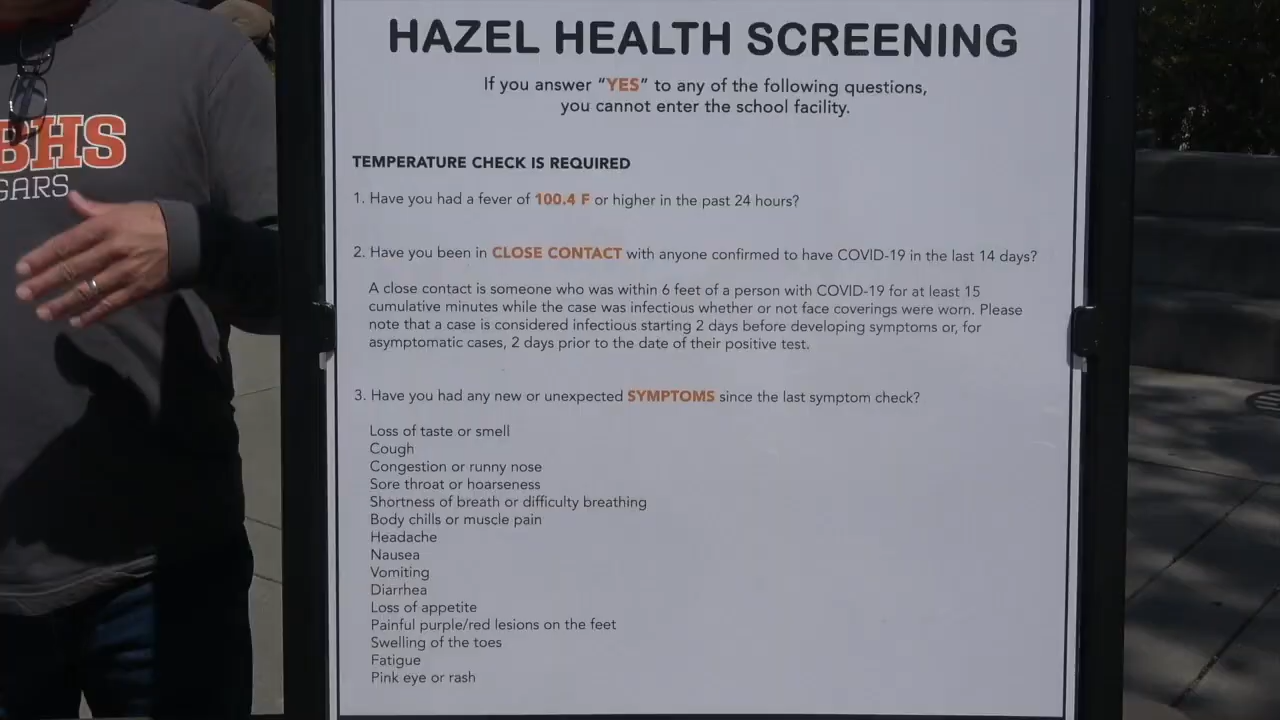 HAZEL HEALTH SCREENING
If you answer “YES” to any of the following questions,
you cannot enter the school facility.
TEMPERATURE CHECK IS REQUIRED
1. Have you had a fever of 100.4 F or higher in the past 24 hours?
2. Have you been in CLOSE CONTACT with anyone confirmed to have COVID-19 in the last 14 days?
A close contact is someone who was within 6 feet of a person with COVID-19 for at least 15
cumulative minutes while the case was infectious whether or not face coverings were worn. Please
note that a case is considered infectious starting 2 days before developing symptoms or, for
asymptomatic cases, 2 days prior to the date of their positive test.
3. Have you had any new or unexpected SYMPTOMS since the last symptom check?
Loss of taste or smell
Cough
Congestion or runny nose
Sore throat or hoarseness
Shortness of breath or difficulty breathing
Body chills or muscle pain
Headache
Nausea
Vomiting
Diarrhea
Loss of appetite
Painful purple/red lesions on the feet
Swelling of the toes
Fatigue
Pink eye or rash
BHS
GARS